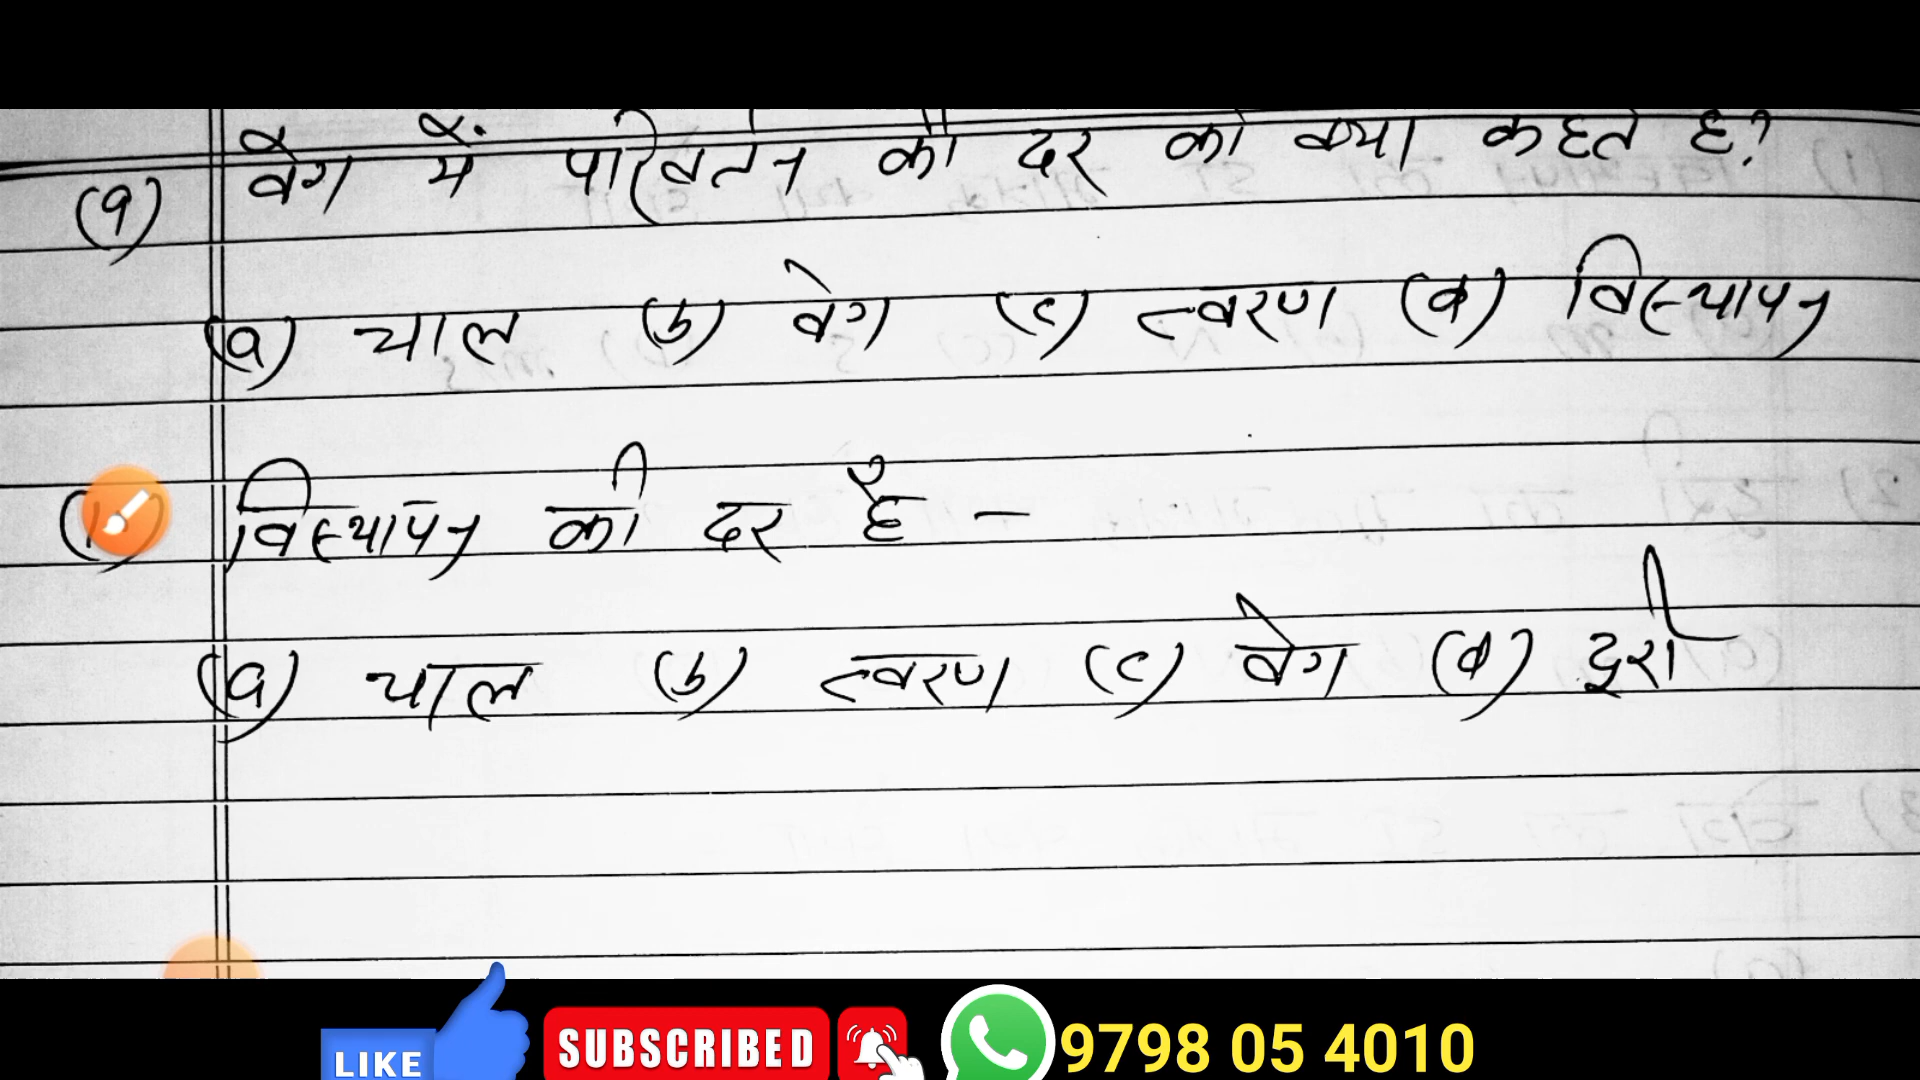 (9) वेग में परिवर्तन की दर को क्या कहते है?
(a) चाल (b) वेग (c) त्वरण (d) विस्थापन
विस्थापन की दर है -
(a) चाल (b) त्वरण (c) वेग (d) दूरी
LIKE SUBSCRIBED 9798 05 4010